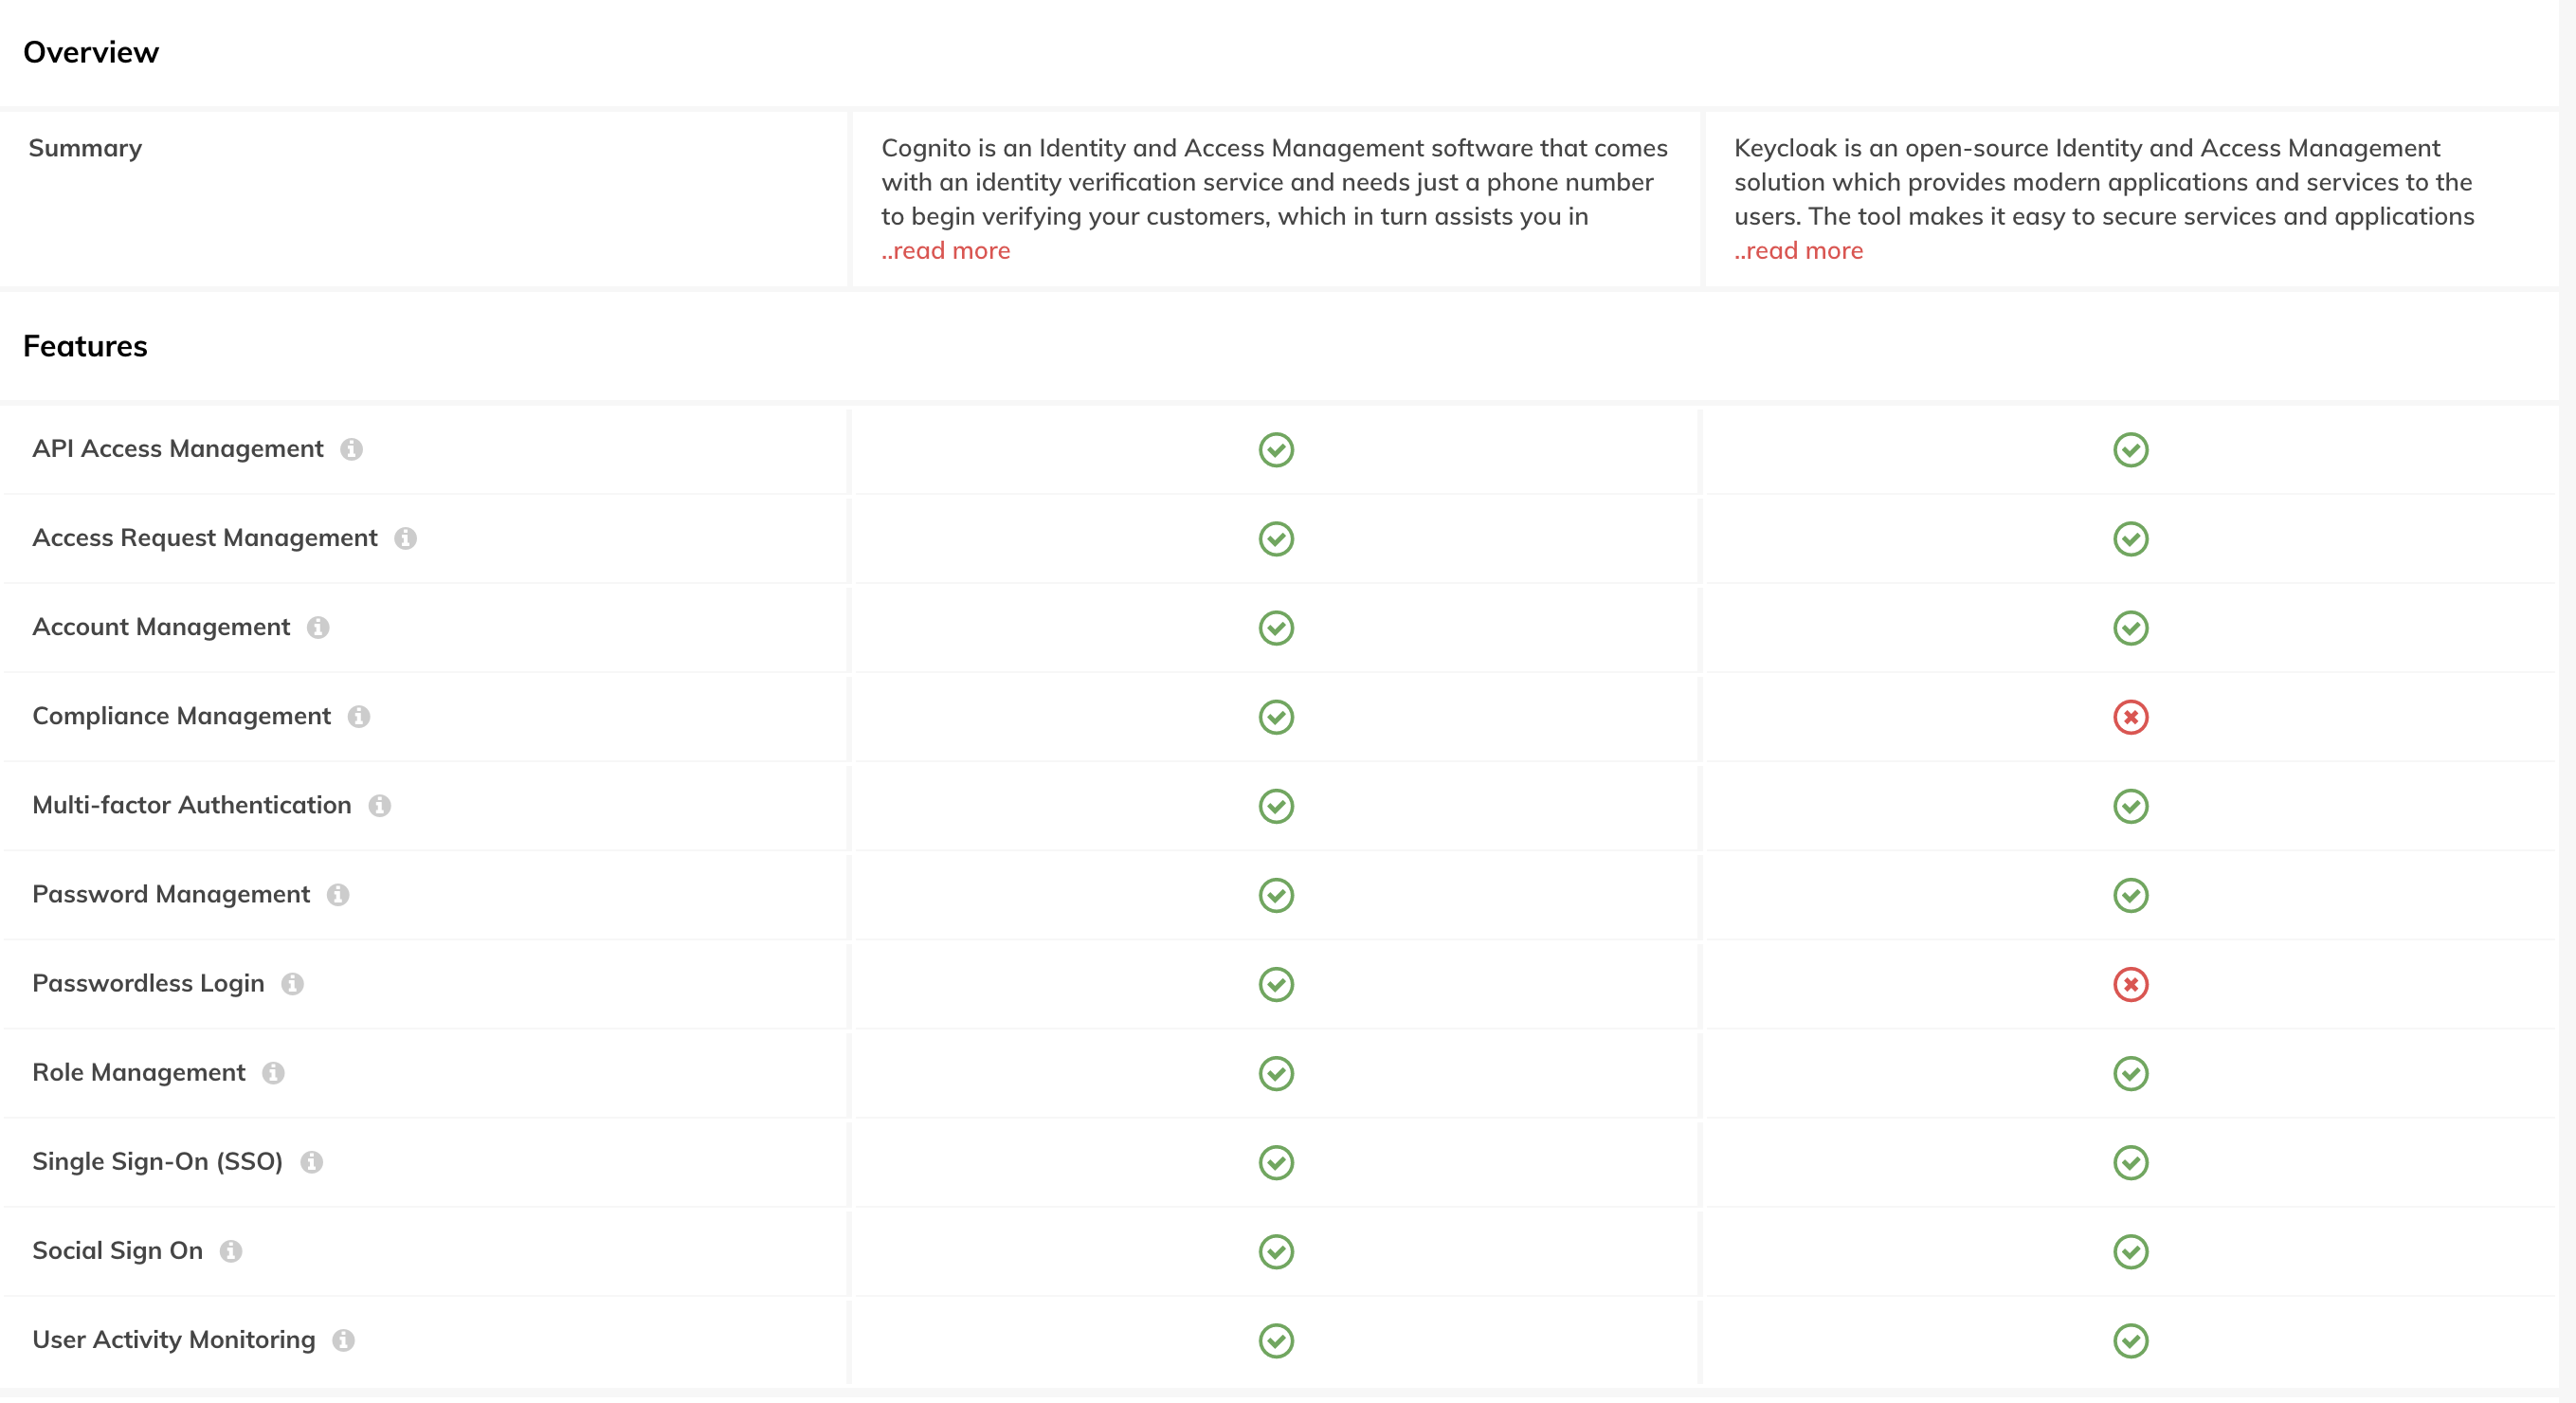 Overview
Summary
Cognito is an Identity and Access Management software that comes
with an identity verification service and needs just a phone number
to begin verifying your customers, which in turn assists you in
..read more
Keycloak is an open-source Identity and Access Management
solution which provides modern applications and services to the
users. The tool makes it easy to secure services and applications
..read more
Features
API Access Management
Access Request Management
Account Management
Compliance Management
Multi-factor Authentication
Password Management
Passwordless Login
Role Management
Single Sign-On (SSO)
Social Sign On
User Activity Monitoring